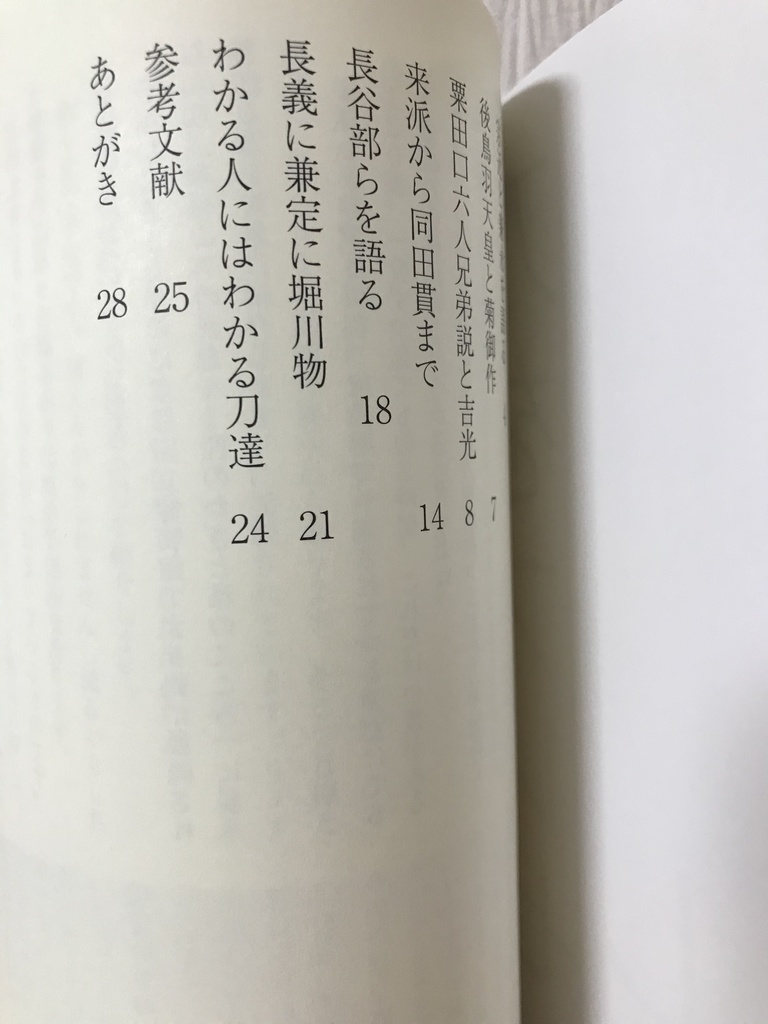 後鳥羽天皇と菊御作 7
粟田口六人兄弟説と吉光 8
来派から同田貫まで 14
長谷部らを語る 18
長義に兼定に堀川物 21
わかる人にはわかる刀達 24
参考文献 25
あとがき 28